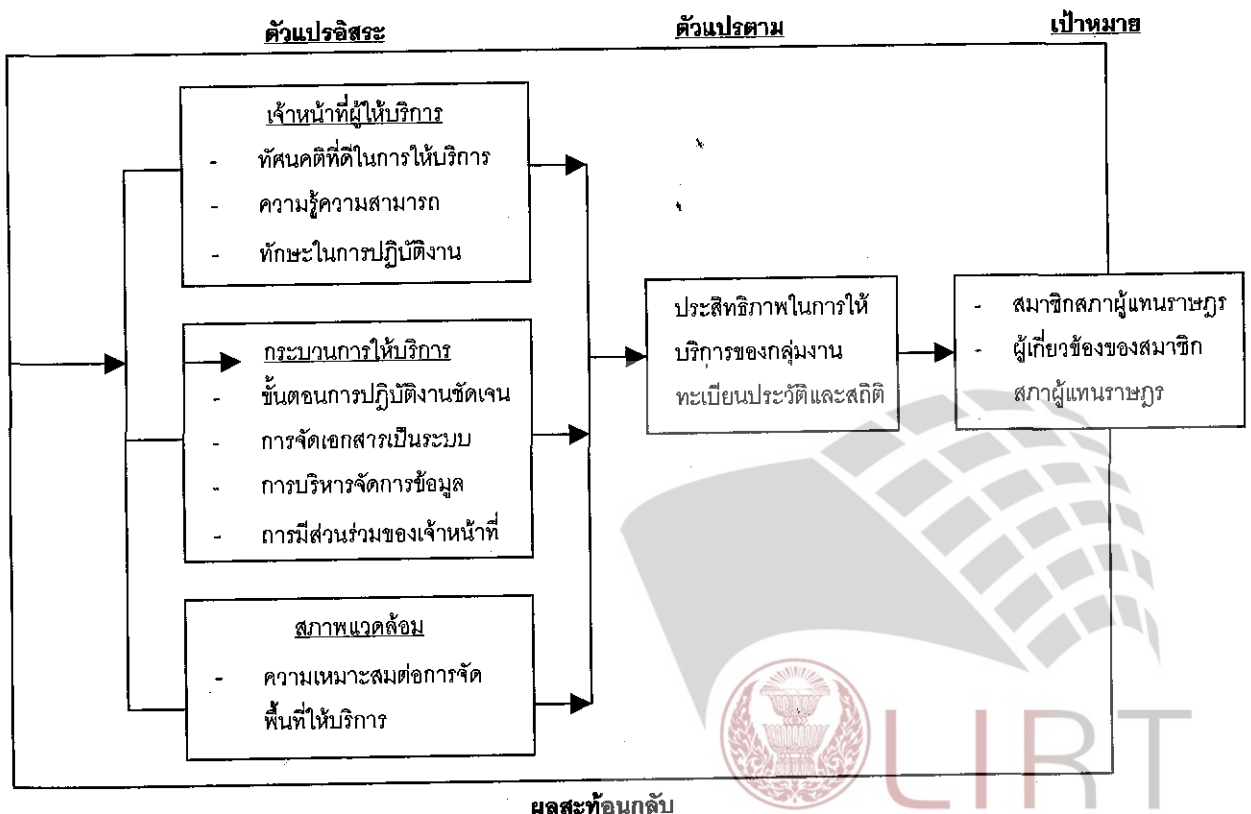 ตัวแปรอิสระ
ตัวแปรตาม
เป้าหมาย
เจ้าหน้าที่ผู้ให้บริการ
- ทัศนคติที่ดีในการให้บริการ
- ความรู้ความสามารถ
- ทักษะในการปฏิบัติงาน
กระบวนการให้บริการ
- ขั้นตอนการปฏิบัติงานชัดเจน
- การจัดเอกสารเป็นระบบ
- การบริหารจัดการข้อมูล
- การมีส่วนร่วมของเจ้าหน้าที่
สภาพแวดล้อม
- ความเหมาะสมต่อการจัด
พื้นที่ให้บริการ
ประสิทธิภาพในการให้
บริการของกลุ่มงาน
ทะเบียนประวัติและสถิติ
- สมาชิกสภาผู้แทนราษฎร
- ผู้เกี่ยวข้องของสมาชิก
สภาผู้แทนราษฎร
ผลสะท้อนกลับ
LIRT